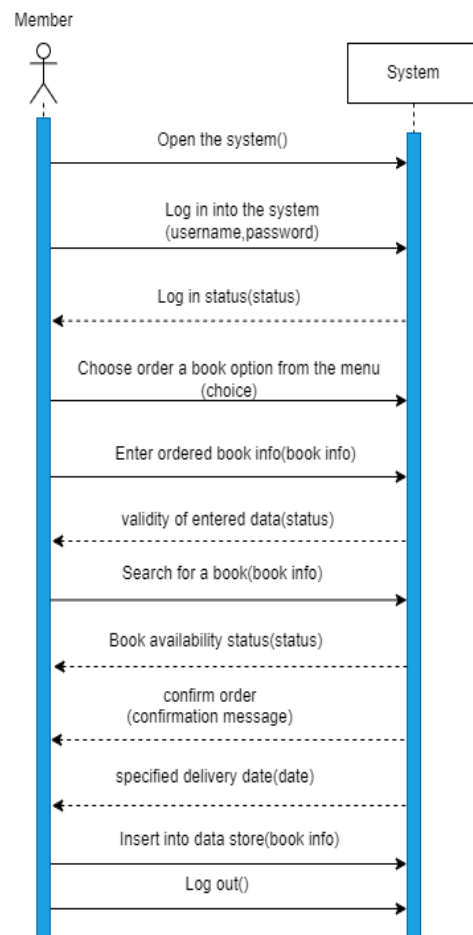 Member
System
Open the system()
Log in into the system
(username,password)
Log in status(status)
Choose order a book option from the menu
(choice)
Enter ordered book info(book info)
validity of entered data(status)
Search for a book(book info)
Book availability status(status)
confirm order
(confirmation message)
specified delivery date(date)
Insert into data store(book info)
Log out()